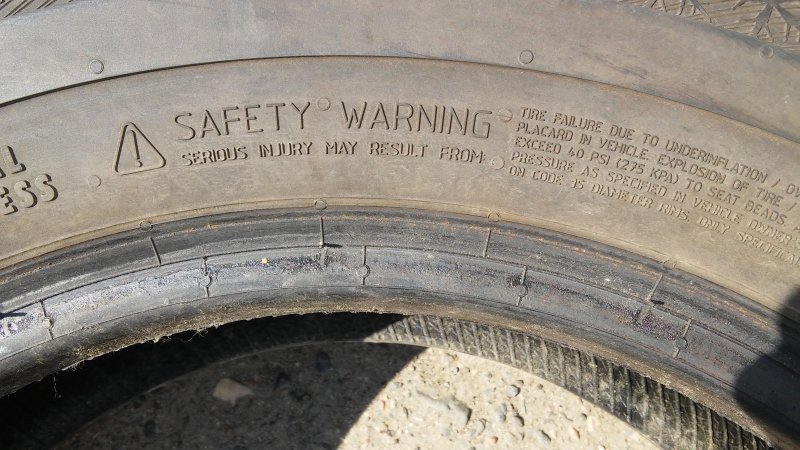 SAFETY WARNING
SERIOUS INJURY MAY RESULT FROM:
TIRE FAILURE DUE TO UNDERINFLATION /
PLACARD IN VEHICLE. EXPLOSION OF TIRE /
EXCEED 40 PSI (275 KPA) TO SEAT BEADS
PRESSURE AS SPECIFIED IN VEHICLE OWNER'S
ON CODE 15 DIAMETER RIMS. ONLY
ESS